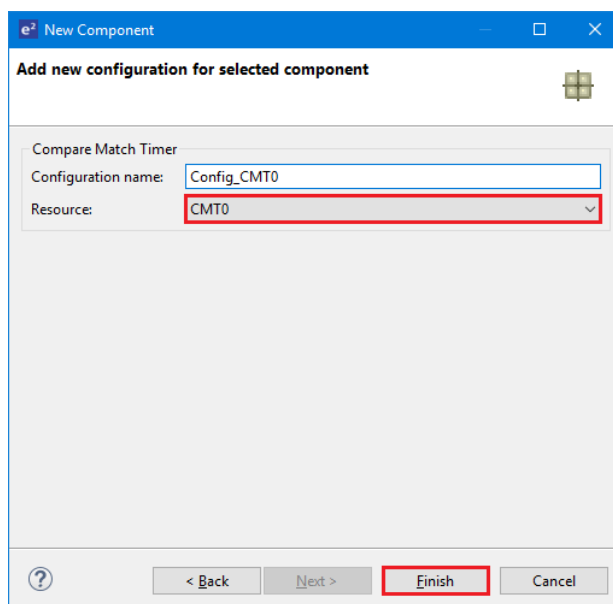 e² New Component
Add new configuration for selected component
Compare Match Timer
Configuration name: Config_CMT0
Resource: CMT0
? < Back Next > Finish Cancel